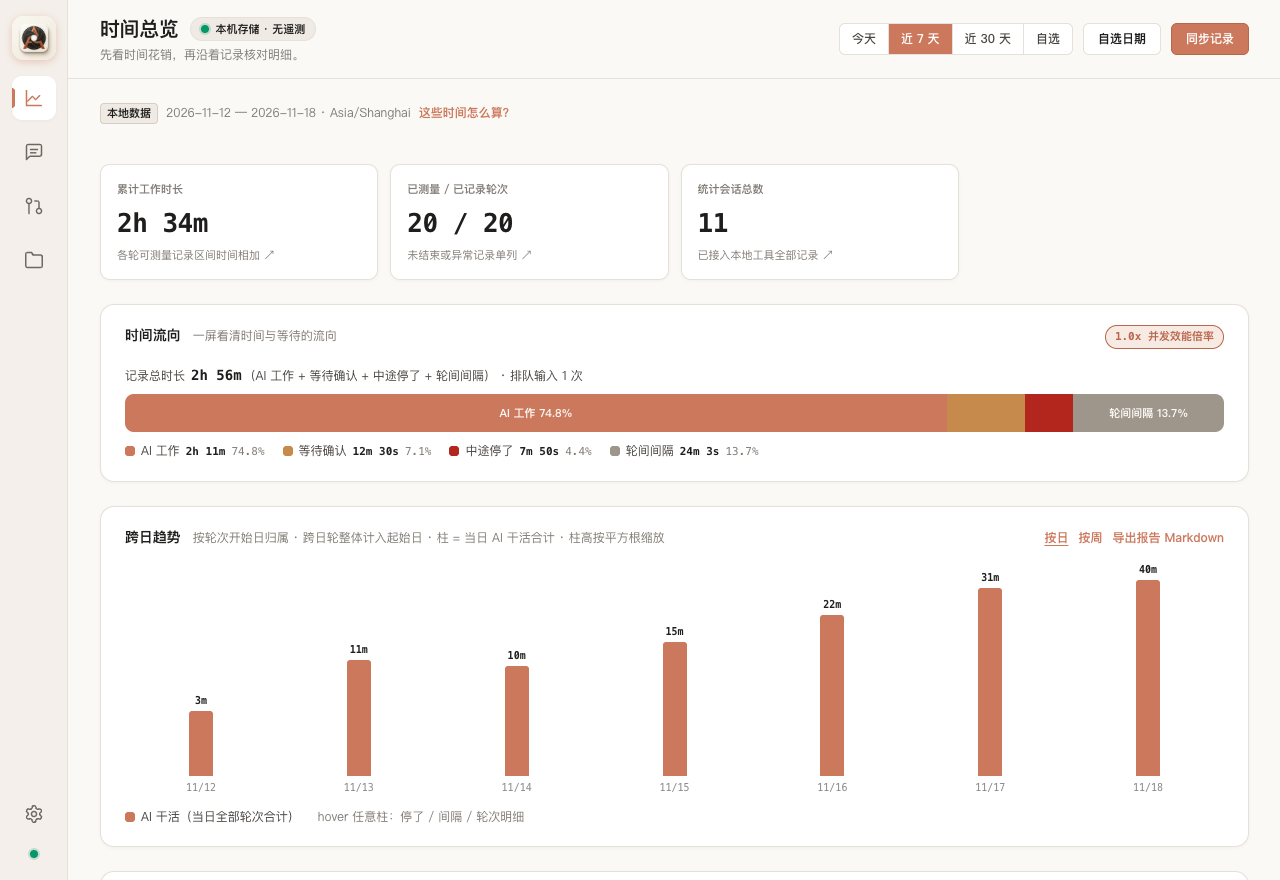 时间总览
本机存储 · 无遥测
先看时间花销，再沿着记录核对明细。
今天 近 7 天 近 30 天 自选
自选日期
同步记录
本地数据 2026–11–12 — 2026–11–18 · Asia/Shanghai 这些时间怎么算?
累计工作时长
2h 34m
各轮可测量记录区间时间相加 ↗
已测量 / 已记录轮次
20 / 20
未结束或异常记录单列 ↗
统计会话总数
11
已接入本地工具全部记录 ↗
时间流向 一屏看清时间与等待的流向
1.0x 并发效能倍率
记录总时长 2h 56m（AI 工作 + 等待确认 + 中途停了 + 轮间间隔） · 排队输入 1 次
AI 工作 74.8% 轮间间隔 13.7%
AI 工作 2h 11m 74.8% 等待确认 12m 30s 7.1% 中途停了 7m 50s 4.4% 轮间间隔 24m 3s 13.7%
跨日趋势 按轮次开始日归属 · 跨日轮整体计入起始日 · 柱 = 当日 AI 干活合计 · 柱高按平方根缩放
按日 按周 导出报告 Markdown
3m 11m 10m 15m 22m 31m 40m
11/12 11/13 11/14 11/15 11/16 11/17 11/18
AI 干活（当日全部轮次合计） hover 任意柱：停了 / 间隔 / 轮次明细